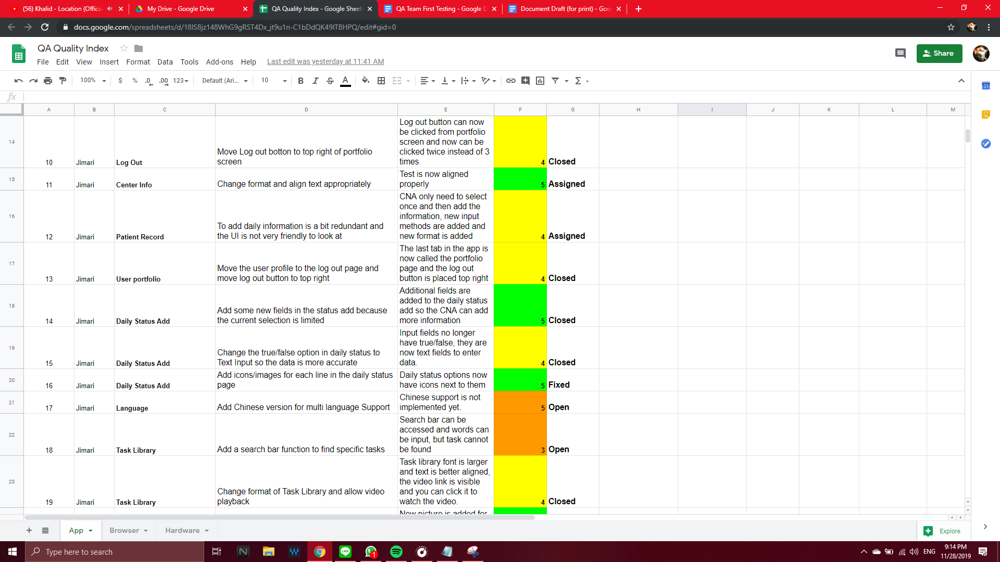 (56) Khalid - Location (Officia
My Drive - Google Drive
QA Quality Index - Google Sheet
QA Team First Testing - Google D
Document Draft (for print) - Goo
docs.google.com/spreadsheets/d/18IS8jz148WhG9gRST4Dx_jt9u1n-C1bDdQK49lTBHPQ/edit#gid=0
QA Quality Index
File Edit View Insert Format Data Tools Add-ons Help Last edit was yesterday at 11:41 AM
Share
100% $ % .0 .00 123 Default (Ari... 10 B I S A Σ
31
fx
A B C D E F G H I J K L M
14
10 Jimari Log Out
Move Log out botton to top right of portfolio
screen
Log out button can now
be clicked from portfolio
screen and now can be
clicked twice instead of 3
times
4 Closed
15
11 Jimari Center Info Change format and align text appropriately
Test is now aligned
properly
5 Assigned
16
12 Jimari Patient Record
To add daily information is a bit redundant and
the UI is not very friendly to look at
CNA only need to select
once and then add the
information, new input
methods are added and
new format is added
4 Assigned
17
13 Jimari User portfolio
Move the user profile to the log out page and
move log out button to top right
The last tab in the app is
now called the portfolio
page and the log out
button is placed top right
4 Closed
18
14 Jimari Daily Status Add
Add some new fields in the status add because
the current selection is limited
Additional fields are
added to the daily status
add so the CNA can add
more information
5 Closed
19
15 Jimari Daily Status Add
Change the true/false option in daily status to
Text Input so the data is more accurate
Input fields no longer
have true/false, they are
now text fields to enter
data.
4 Closed
20
16 Jimari Daily Status Add
Add icons/images for each line in the daily status
page
Daily status options now
have icons next to them
5 Fixed
21
17 Jimari Language Add Chinese version for multi language Support
Chinese support is not
implemented yet.
5 Open
22
18 Jimari Task Library Add a search bar function to find specific tasks
Search bar can be
accessed and words can
be input, but task cannot
be found
3 Open
23
19 Jimari Task Library
Change format of Task Library and allow video
playback
Task library font is larger
and text is better aligned,
the video link is visible
and you can click it to
watch the video.
4 Closed
New picture is added for
App Browser Hardware
Explore
Type here to search
LINE
1
ENG
9:14 PM
11/28/2019